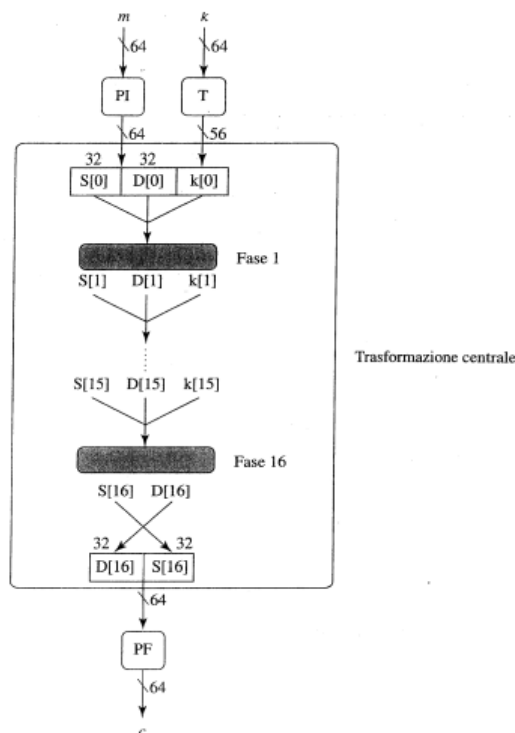 m k
64 64
PI T
64 56
32 32
S[0] D[0] k[0]
Fase 1
S[1] D[1] k[1]
Trasformazione centrale
S[15] D[15] k[15]
Fase 16
S[16] D[16]
32 32
D[16] S[16]
64
PF
64
c